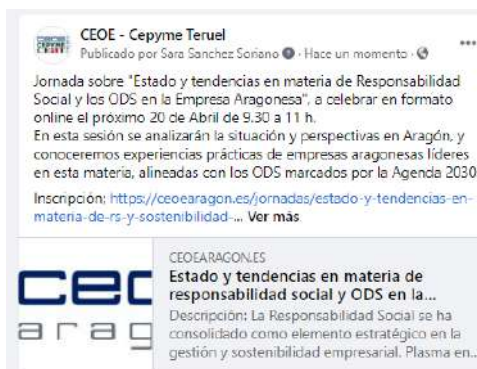 CEOE - Cepyme Teruel
Publicado por Sara Sanchez Soriano · Hace un momento ·
Jornada sobre "Estado y tendencias en materia de Responsabilidad
Social y los ODS en la Empresa Aragonesa", a celebrar en formato
online el próximo 20 de Abril de 9.30 a 11 h.
En esta sesión se analizarán la situación y perspectivas en Aragón, y
conoceremos experiencias prácticas de empresas aragonesas líderes
en esta materia, alineadas con los ODS marcados por la Agenda 2030
Inscripción: https://ceoearagon.es/jornadas/estado-y-tendencias-en-
materia-de-rs-y-sostenibilidad-... Ver más
CEOEARAGON.ES
Estado y tendencias en materia de
responsabilidad social y ODS en la...
Descripción: La Responsabilidad Social se ha
consolidado como elemento estratégico en la
gestión y sostenibilidad empresarial. Plasma en...
ceo
arag